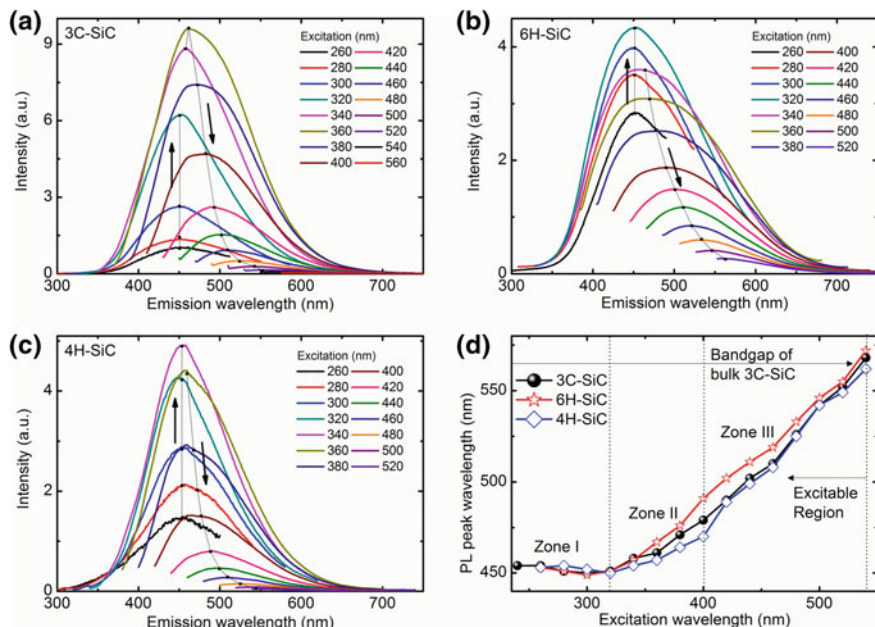 (a)
3C-SiC
Excitation (nm)
260 420
280 440
300 460
320 480
340 500
360 520
380 540
400 560
9
6
3
0
Intensity (a.u.)
300 400 500 600 700
Emission wavelength (nm)
(b)
6H-SiC
Excitation (nm)
260 400
280 420
300 440
320 460
340 480
360 500
380 520
4
2
0
Intensity (a.u.)
300 400 500 600 700
Emission wavelength (nm)
(c)
4H-SiC
Excitation (nm)
260 400
280 420
300 440
320 460
340 480
360 500
380 520
4
2
0
Intensity (a.u.)
300 400 500 600 700
Emission wavelength (nm)
(d)
Bandgap of
bulk 3C-SiC
3C-SiC
6H-SiC
4H-SiC
Zone III
Excitable
Region
Zone II
Zone I
550
500
450
PL peak wavelength (nm)
300 400 500
Excitation wavelength (nm)